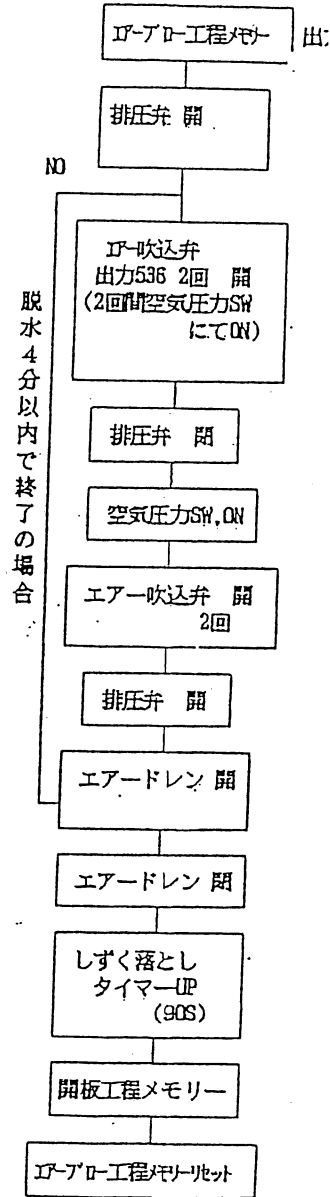 エアーブロー工程メモリー
出
排圧弁 開
NO
エアー吹込弁
出力536 2回 開
(2回間空気圧力SW
にてON)
脱水4分以内で終了の場合
排圧弁 閉
空気圧力SW,ON
エアー吹込弁 開
2回
排圧弁 開
エアードレン 開
エアードレン 閉
しずく落とし
タイマーUP
(90S)
開板工程メモリー
エアーブロー工程メモリーリセット